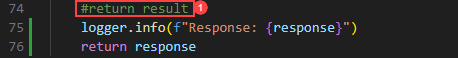 74 #return result 1
75 logger.info(f"Response: {response}")
76 return response